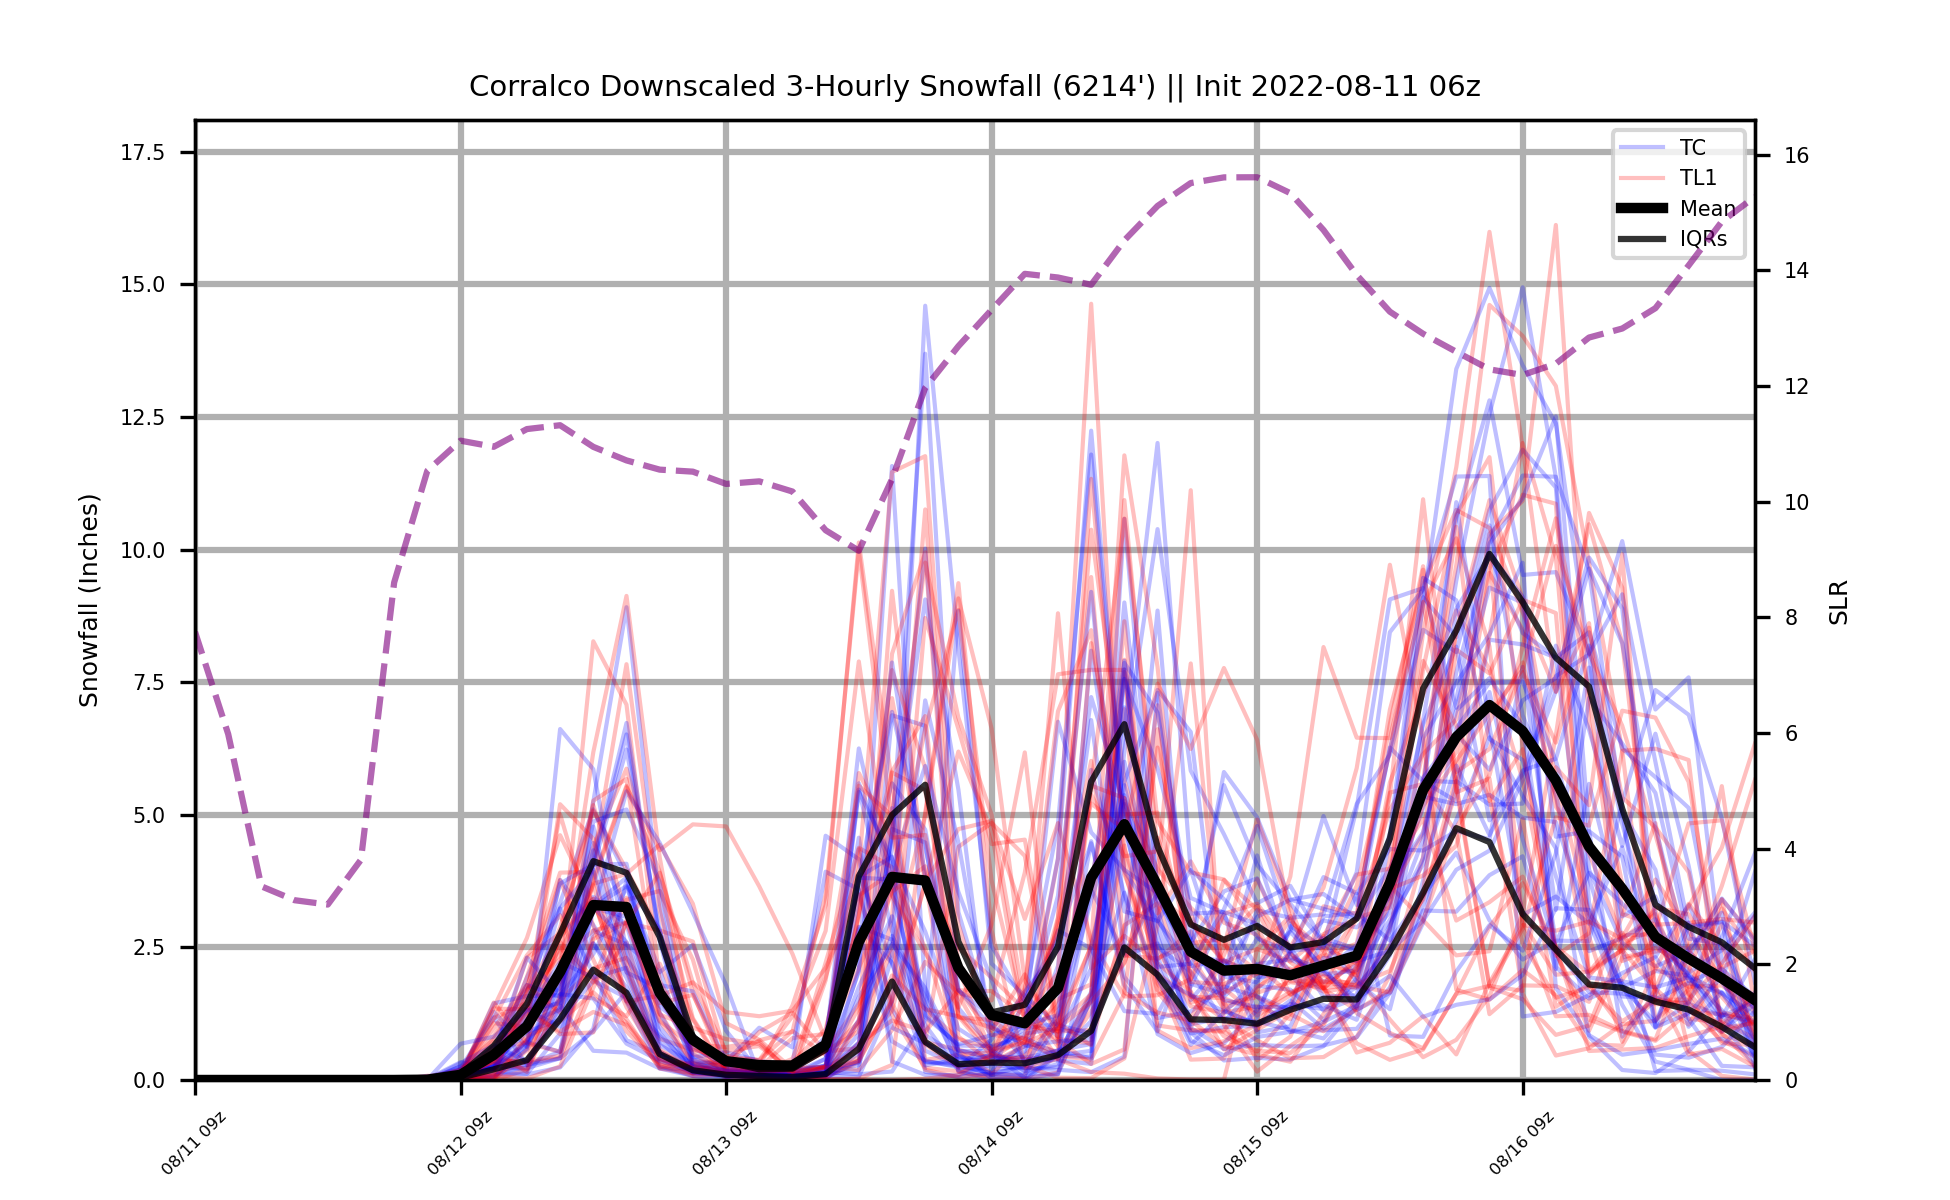 Corralco Downscaled 3-Hourly Snowfall (6214') || Init 2022-08-11 06z
TC
TL1
Mean
IQRs
Snowfall (Inches)
17.5
15.0
12.5
10.0
7.5
5.0
2.5
0.0
16
14
12
10
8
6
4
2
0
SLR
08/11 09z
08/12 09z
08/13 09z
08/14 09z
08/15 09z
08/16 09z